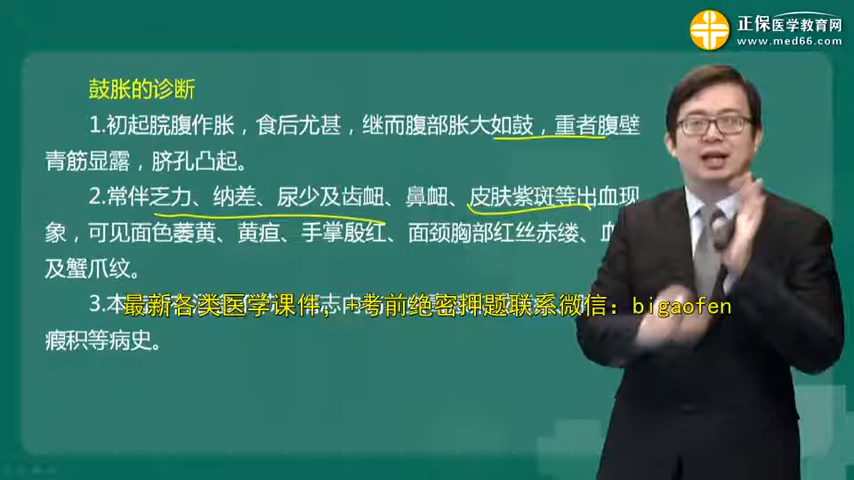 正保医学教育网
www.med66.com
鼓胀的诊断
1.初起脘腹作胀，食后尤甚，继而腹部胀大如鼓，重者腹壁
青筋显露，脐孔凸起。
2.常伴乏力、纳差、尿少及齿衄、鼻衄、皮肤紫斑等出血现
象，可见面色萎黄、黄疸、手掌殷红、面颈胸部红丝赤缕、血
及蟹爪纹。
3.本
最新各类医学课件，+考前绝密押题联系微信：bigaofen
瘕积等病史。